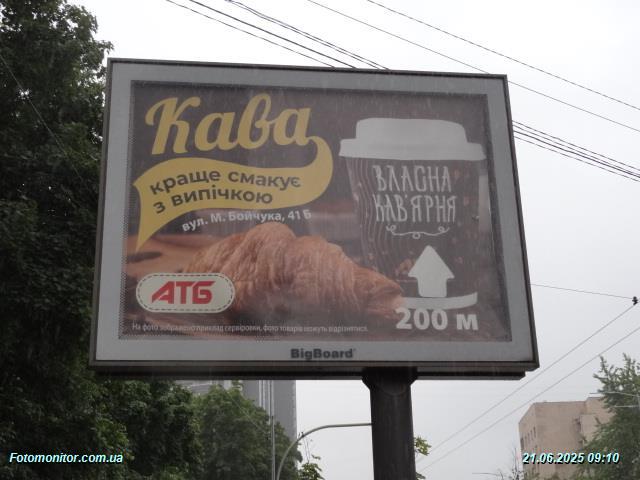 Кава
краще смакує
з випічкою
вул. М. Бойчука, 41 Б
ВЛАСНА
КАВ'ЯРНЯ
АТБ
200 м
На фото зображено приклад сервіровки, фото товарів можуть відрізнятися.
BigBoard
Fotomonitor.com.ua
21.06.2025 09:10